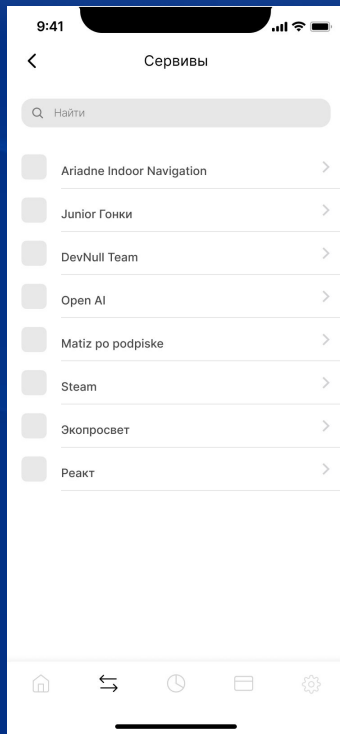 9:41
Сервивы
Найти
Ariadne Indoor Navigation
Junior Гонки
DevNull Team
Open AI
Matiz po podpiske
Steam
Экопросвет
Реакт